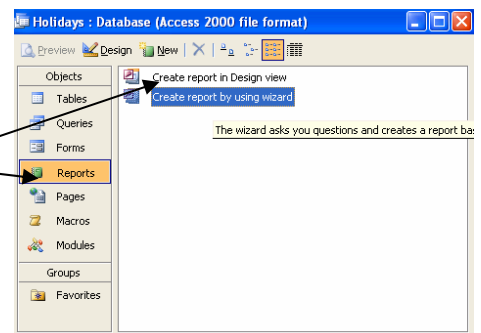 Holidays : Database (Access 2000 file format)
Preview Design New
Objects
Tables
Queries
Forms
Reports
Pages
Macros
Modules
Groups
Favorites
Create report in Design view
Create report by using wizard
The wizard asks you questions and creates a report bas